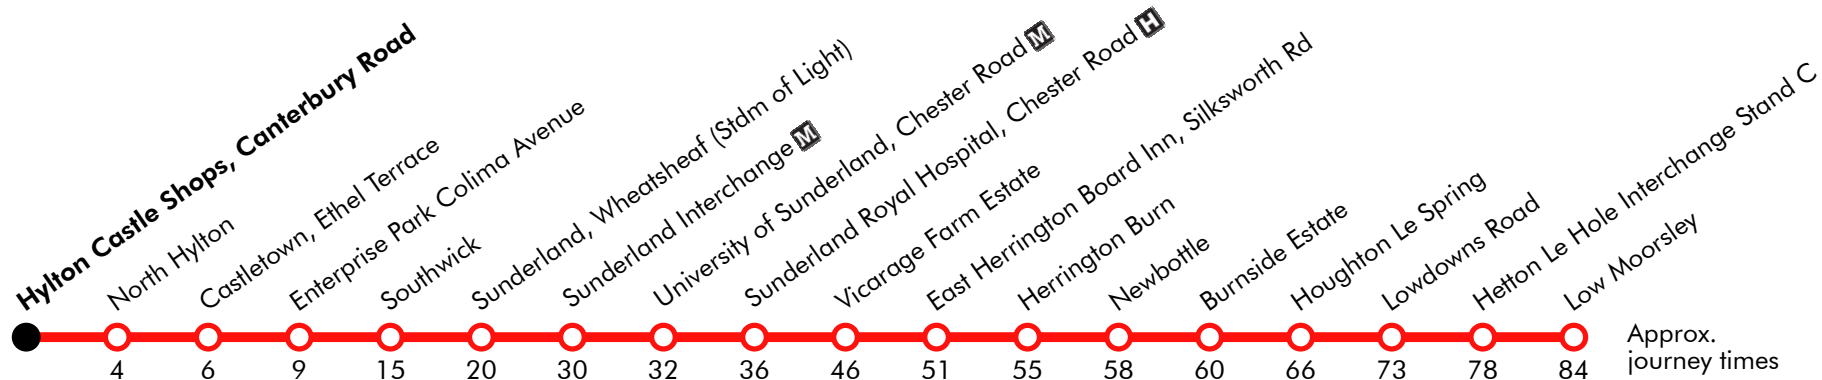 Hylton Castle Shops, Canterbury Road
North Hylton
Castletown, Ethel Terrace
Enterprise Park Colima Avenue
Southwick
Sunderland, Wheatsheaf (Stdm of Light)
Sunderland Interchange M
University of Sunderland, Chester Road M
Sunderland Royal Hospital, Chester Road H
Vicarage Farm Estate
East Herrington Board Inn, Silksworth Rd
Herrington Burn
Newbottle
Burnside Estate
Houghton Le Spring
Lowdowns Road
Hetton Le Hole Interchange Stand C
Low Moorsley
4 6 9 15 20 30 32 36 46 51 55 58 60 66 73 78 84
Approx.
journey times